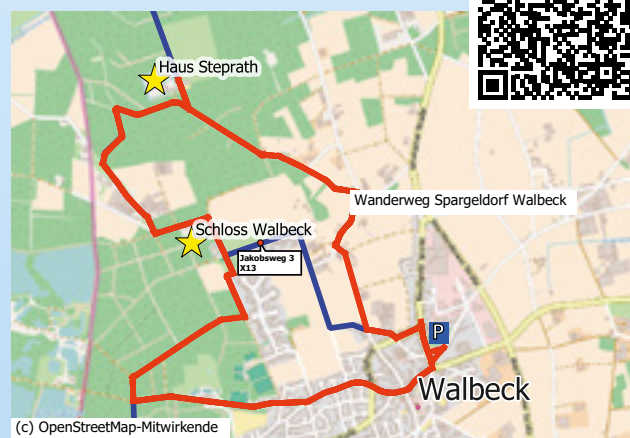 Haus Steprath
Wanderweg Spargeldorf Walbeck
Schloss Walbeck
Jakobsweg 3
X13
P
Walbeck
(c) OpenStreetMap-Mitwirkende